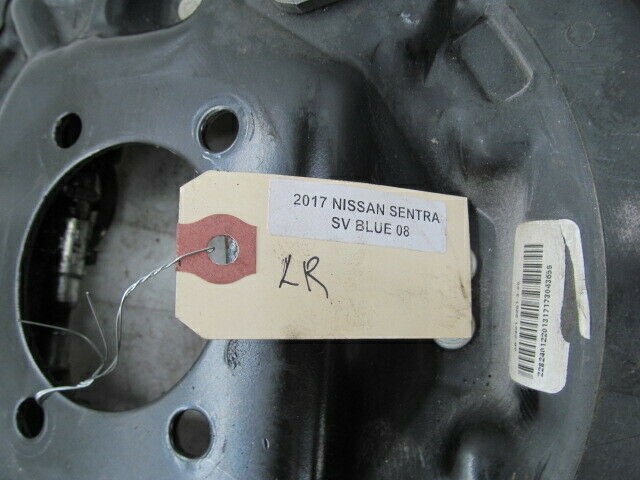 2017 NISSAN SENTRA
SV BLUE 08
LR